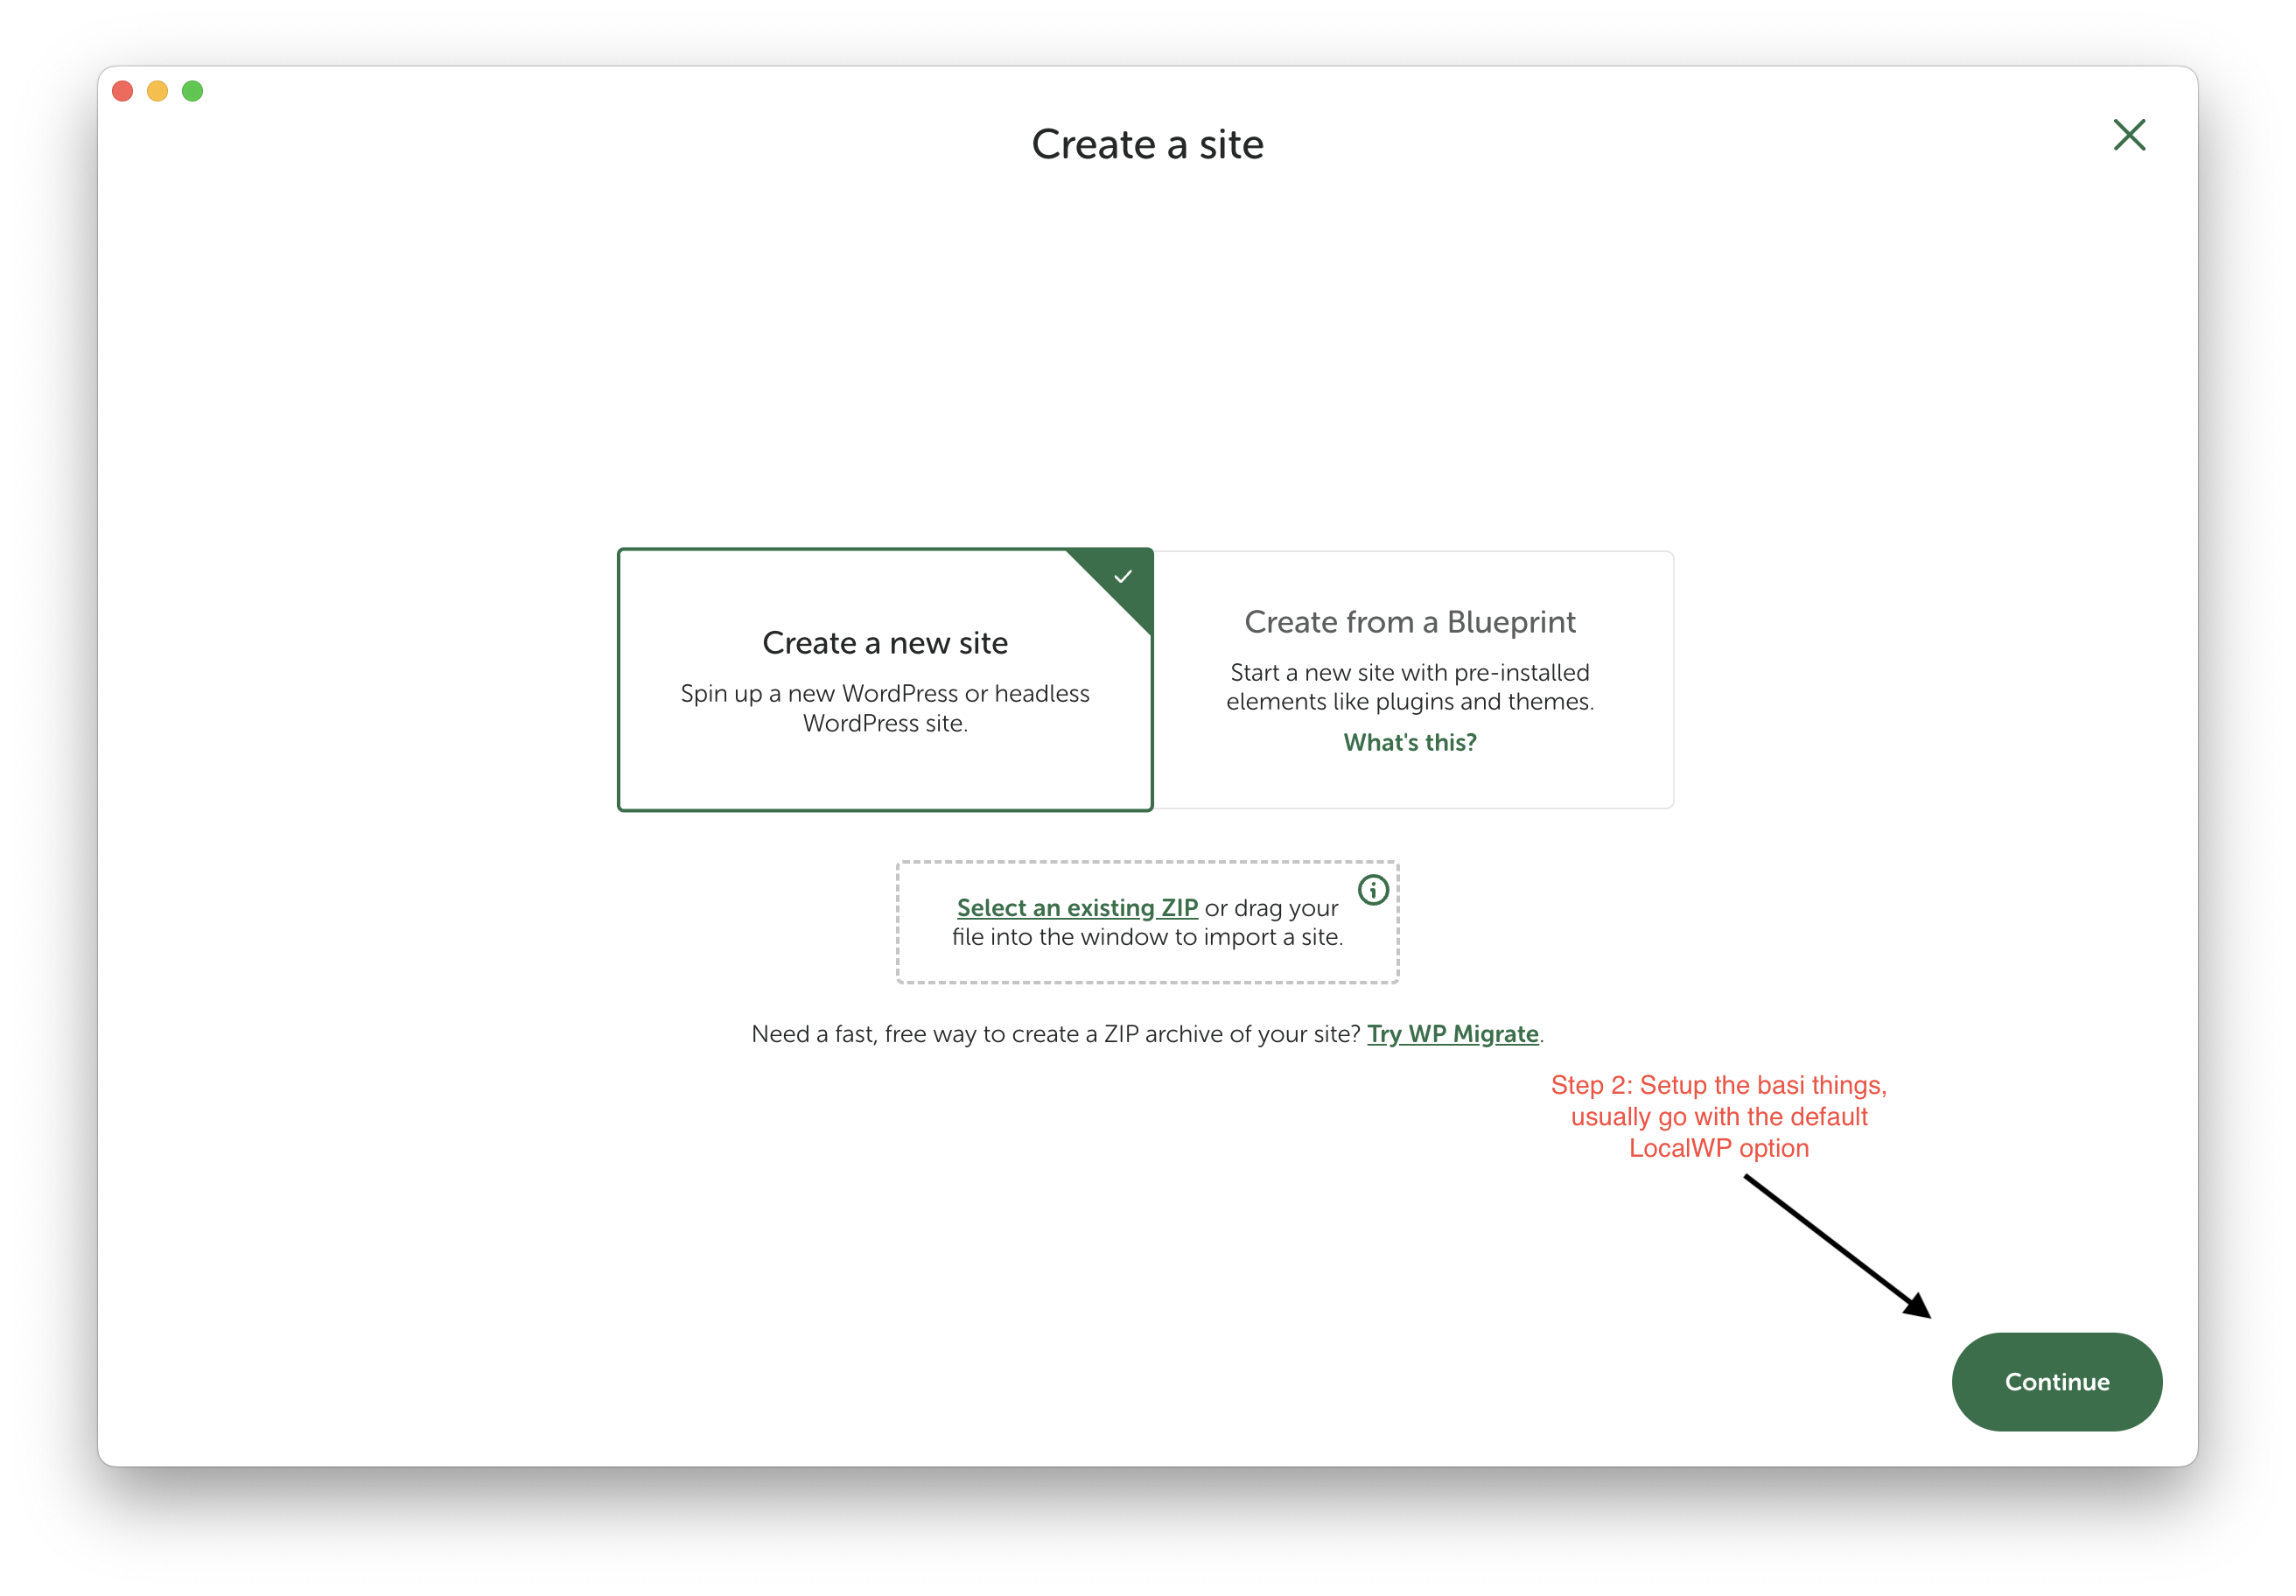 Create a site
Create a new site
Spin up a new WordPress or headless
WordPress site.
Create from a Blueprint
Start a new site with pre-installed
elements like plugins and themes.
What's this?
Select an existing ZIP or drag your
file into the window to import a site.
Need a fast, free way to create a ZIP archive of your site? Try WP Migrate.
Step 2: Setup the basi things,
usually go with the default
LocalWP option
Continue